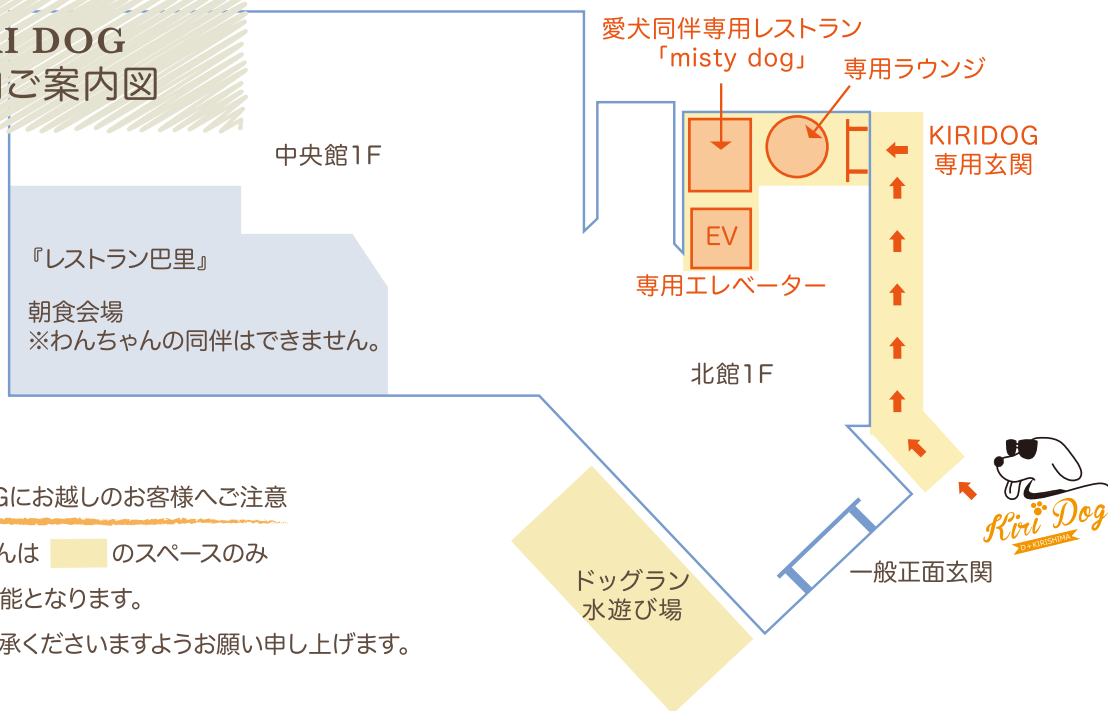 RI DOG
ご案内図
愛犬同伴専用レストラン
「misty dog」
専用ラウンジ
中央館1F
KIRIDOG
専用玄関
EV
『レストラン巴里』
専用エレベーター
朝食会場
※わんちゃんの同伴はできません。
北館1F
Gにお越しのお客様へご注意
Kiri Dog
D+KIRISHIMA
んは のスペースのみ
一般正面玄関
ドッグラン
水遊び場
能となります。
承くださいますようお願い申し上げます。